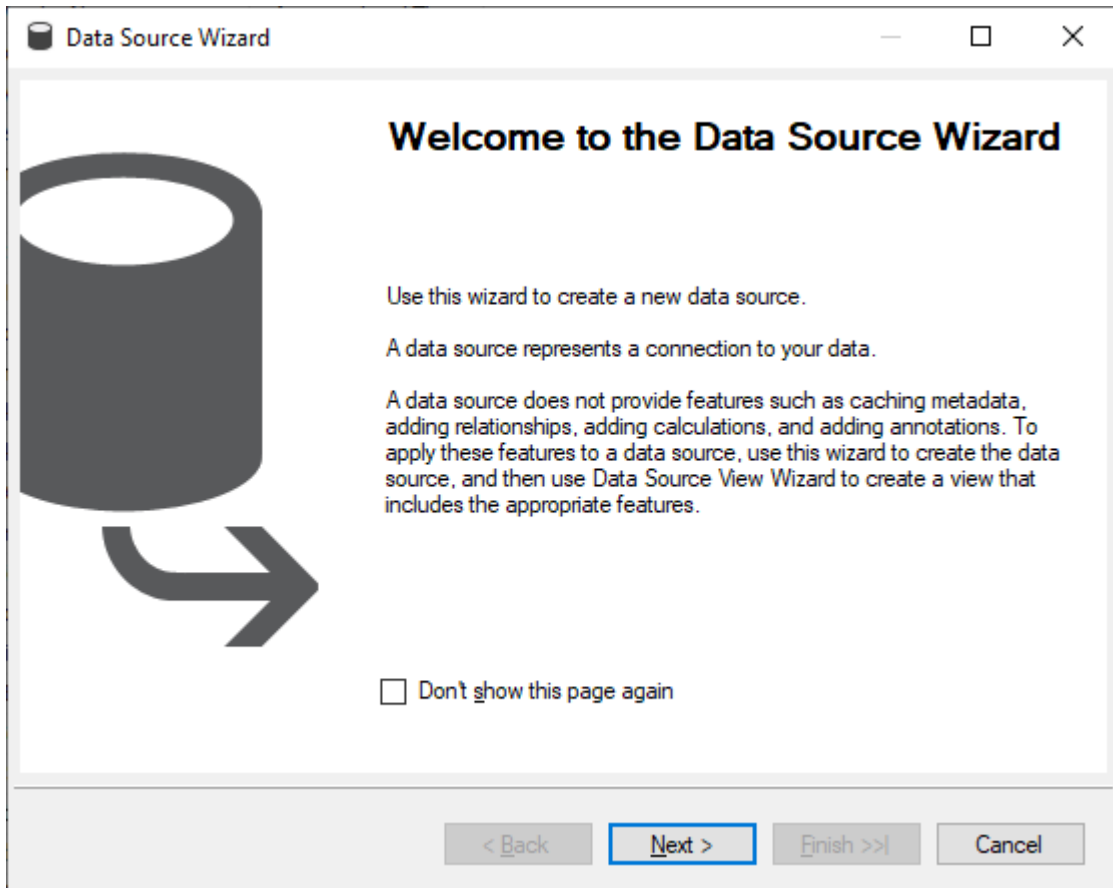 Data Source Wizard
Welcome to the Data Source Wizard
Use this wizard to create a new data source.
A data source represents a connection to your data.
A data source does not provide features such as caching metadata,
adding relationships, adding calculations, and adding annotations. To
apply these features to a data source, use this wizard to create the data
source, and then use Data Source View Wizard to create a view that
includes the appropriate features.
Don't show this page again
< Back
Next >
Finish >>|
Cancel